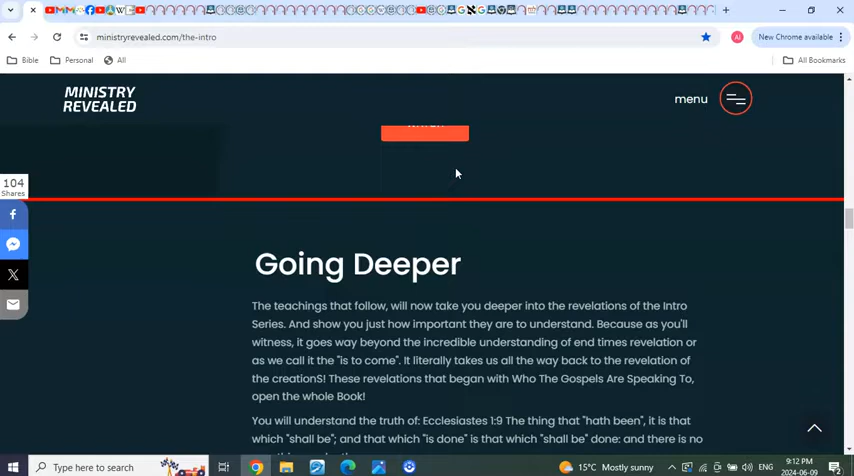 ministryrevealed.com/the-intro
New Chrome available
Bible
Personal
All
All Bookmarks
MINISTRY
REVEALED
menu
104
Shares
Going Deeper
The teachings that follow, will now take you deeper into the revelations of the Intro
Series. And show you just how important they are to understand. Because as you'll
witness, it goes way beyond the incredible understanding of end times revelation or
as we call it the "is to come". It literally takes us all the way back to the revelation of
the creationS! These revelations that began with Who The Gospels Are Speaking To,
open the whole Book!
You will understand the truth of: Ecclesiastes 1:9 The thing that "hath been", it is that
which "shall be"; and that which "is done" is that which "shall be" done: and there is no
Type here to search
15°C Mostly sunny
ENG
9:12 PM
2024-06-09